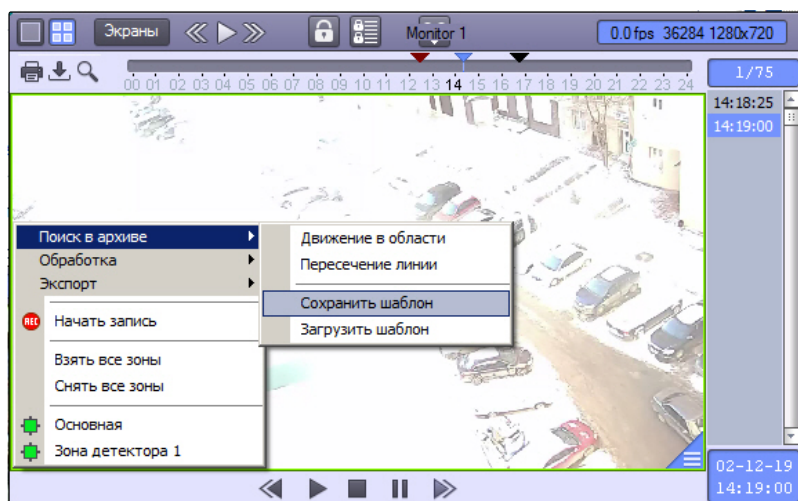 Экраны
Monitor 1
0.0 fps 36284 1280x720
00 01 02 03 04 05 06 07 08 09 10 11 12 13 14 15 16 17 18 19 20 21 22 23 24
1/75
14:18:25
14:19:00
Поиск в архиве
Обработка
Экспорт
REC Начать запись
Взять все зоны
Снять все зоны
Основная
Зона детектора 1
Движение в области
Пересечение линии
Сохранить шаблон
Загрузить шаблон
02-12-19
14:19:00